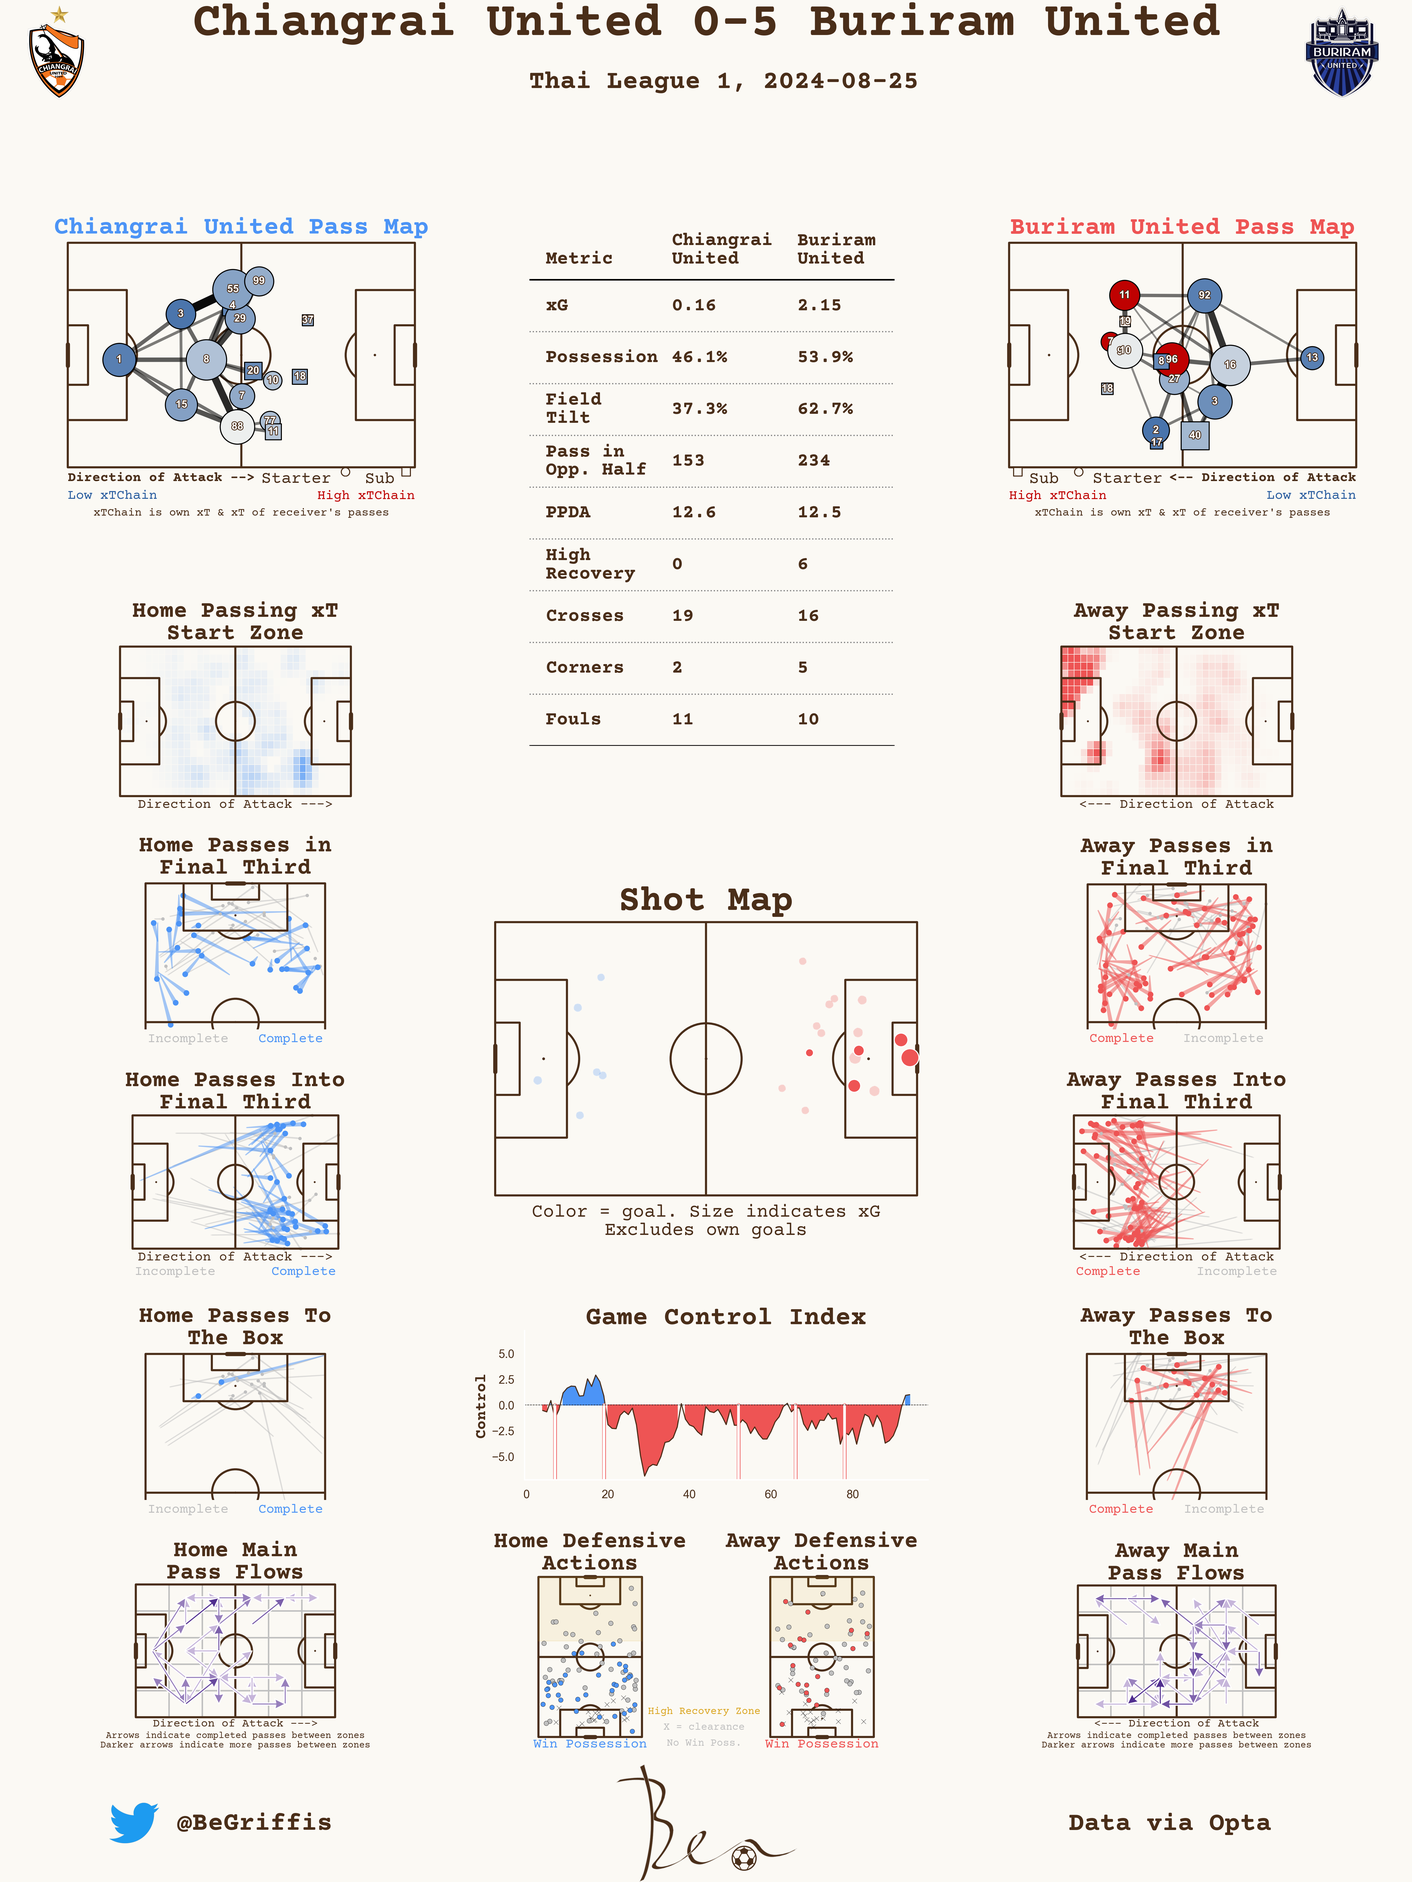 Chiangrai United 0-5 Buriram United
Thai League 1, 2024-08-25
CHIANGRAI
UNITED
BURIRAM
UNITED
Chiangrai United Pass Map
1
3
15
8
55
4
29
99
88
7
77
11
10
20
18
37
Direction of Attack --> Starter Sub
Low xTChain High xTChain
xTChain is own xT & xT of receiver's passes
Metric Chiangrai United Buriram United
xG 0.16 2.15
Possession 46.1% 53.9%
Field Tilt 37.3% 62.7%
Pass in Opp. Half 153 234
PPDA 12.6 12.5
High Recovery 0 6
Crosses 19 16
Corners 2 5
Fouls 11 10
Buriram United Pass Map
11
92
19
7
10
8
96
27
16
13
18
3
2
17
40
Sub Starter <-- Direction of Attack
High xTChain Low xTChain
xTChain is own xT & xT of receiver's passes
Home Passing xT
Start Zone
Direction of Attack --->
Away Passing xT
Start Zone
<--- Direction of Attack
Home Passes in
Final Third
Incomplete Complete
Shot Map
Color = goal. Size indicates xG
Excludes own goals
Away Passes in
Final Third
Complete Incomplete
Home Passes Into
Final Third
Direction of Attack --->
Incomplete Complete
Away Passes Into
Final Third
<--- Direction of Attack
Complete Incomplete
Home Passes To
The Box
Incomplete Complete
Game Control Index
Control
5.0
2.5
0.0
−2.5
−5.0
0 20 40 60 80
Away Passes To
The Box
Complete Incomplete
Home Main
Pass Flows
Direction of Attack --->
Arrows indicate completed passes between zones
Darker arrows indicate more passes between zones
Home Defensive
Actions
Win Possession
High Recovery Zone
X = clearance
No Win Poss.
Away Defensive
Actions
Win Possession
Away Main
Pass Flows
<--- Direction of Attack
Arrows indicate completed passes between zones
Darker arrows indicate more passes between zones
@BeGriffis
Ben
Data via Opta